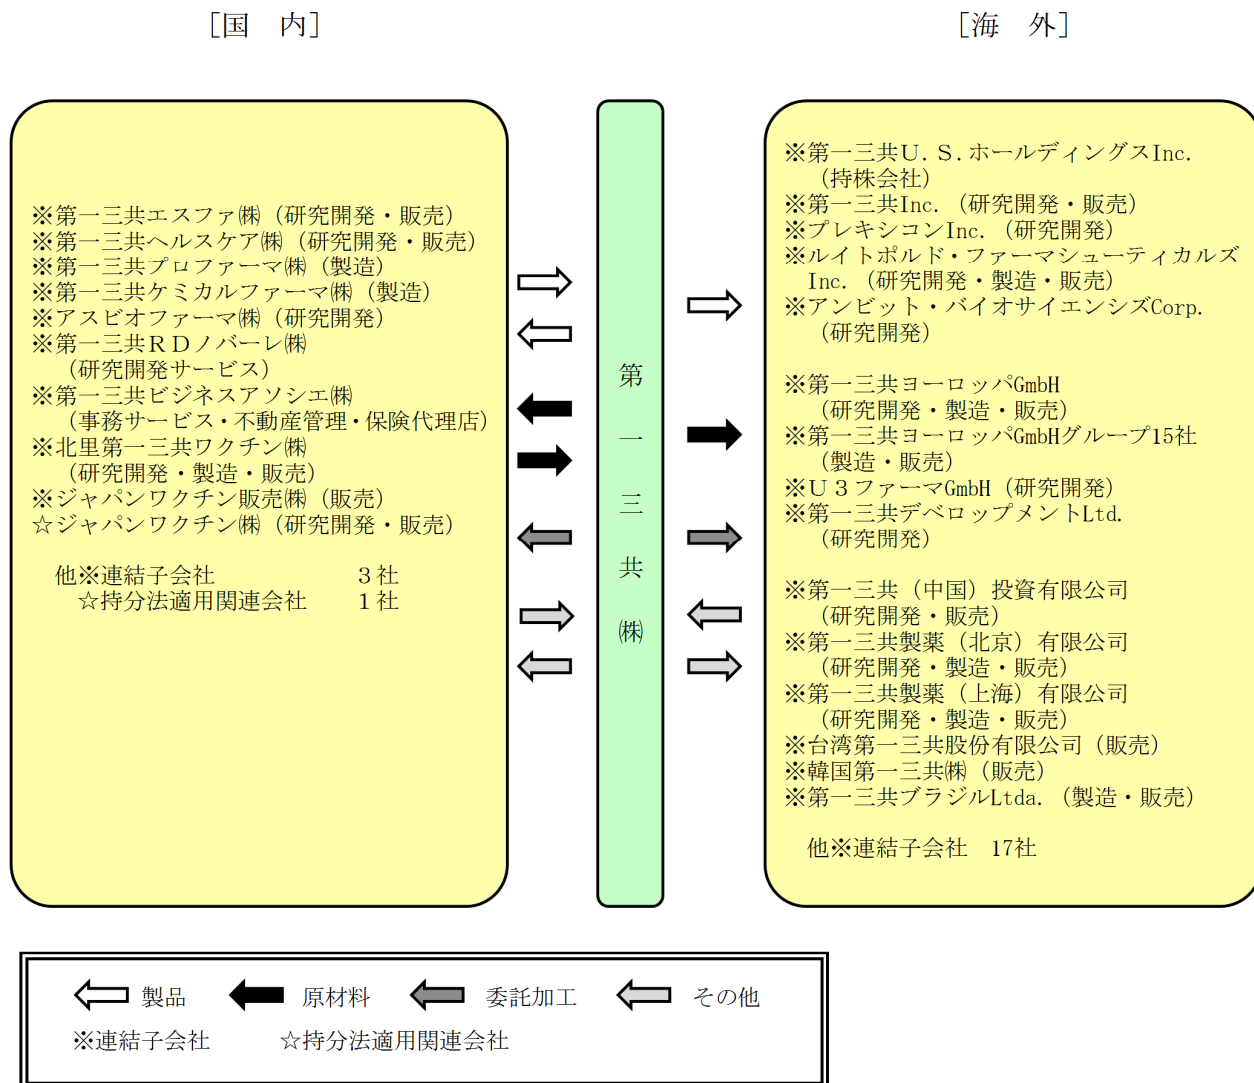 ［国　内］
［海　外］
※第一三共エスファ㈱（研究開発・販売）
※第一三共ヘルスケア㈱（研究開発・販売）
※第一三共プロファーマ㈱（製造）
※第一三共ケミカルファーマ㈱（製造）
※アスビオファーマ㈱（研究開発）
※第一三共ＲＤノバーレ㈱
（研究開発サービス）
※第一三共ビジネスアソシエ㈱
（事務サービス・不動産管理・保険代理店）
※北里第一三共ワクチン㈱
（研究開発・製造・販売）
※ジャパンワクチン販売㈱（販売）
☆ジャパンワクチン㈱（研究開発・販売）
他※連結子会社　３社
☆持分法適用関連会社　１社
第一三共㈱
※第一三共Ｕ．Ｓ．ホールディングスInc.
（持株会社）
※第一三共Inc.（研究開発・販売）
※プレキシコンInc.（研究開発）
※ルイトポルド・ファーマシューティカルズ
Inc.（研究開発・製造・販売）
※アンビット・バイオサイエンシズCorp.
（研究開発）
※第一三共ヨーロッパGmbH
（研究開発・製造・販売）
※第一三共ヨーロッパGmbHグループ15社
（製造・販売）
※Ｕ３ファーマGmbH（研究開発）
※第一三共デベロップメントLtd.
（研究開発）
※第一三共（中国）投資有限公司
（研究開発・販売）
※第一三共製薬（北京）有限公司
（研究開発・製造・販売）
※第一三共製薬（上海）有限公司
（研究開発・製造・販売）
※台湾第一三共股份有限公司（販売）
※韓国第一三共㈱（販売）
※第一三共ブラジルLtda.（製造・販売）
他※連結子会社　17社
製品　原材料　委託加工　その他
※連結子会社　☆持分法適用関連会社